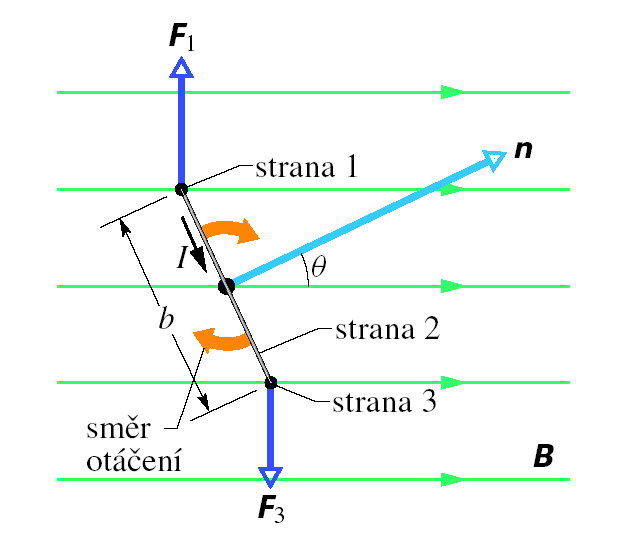 F₁
n
strana 1
I
θ
b
strana 2
strana 3
směr
otáčení
B
F₃